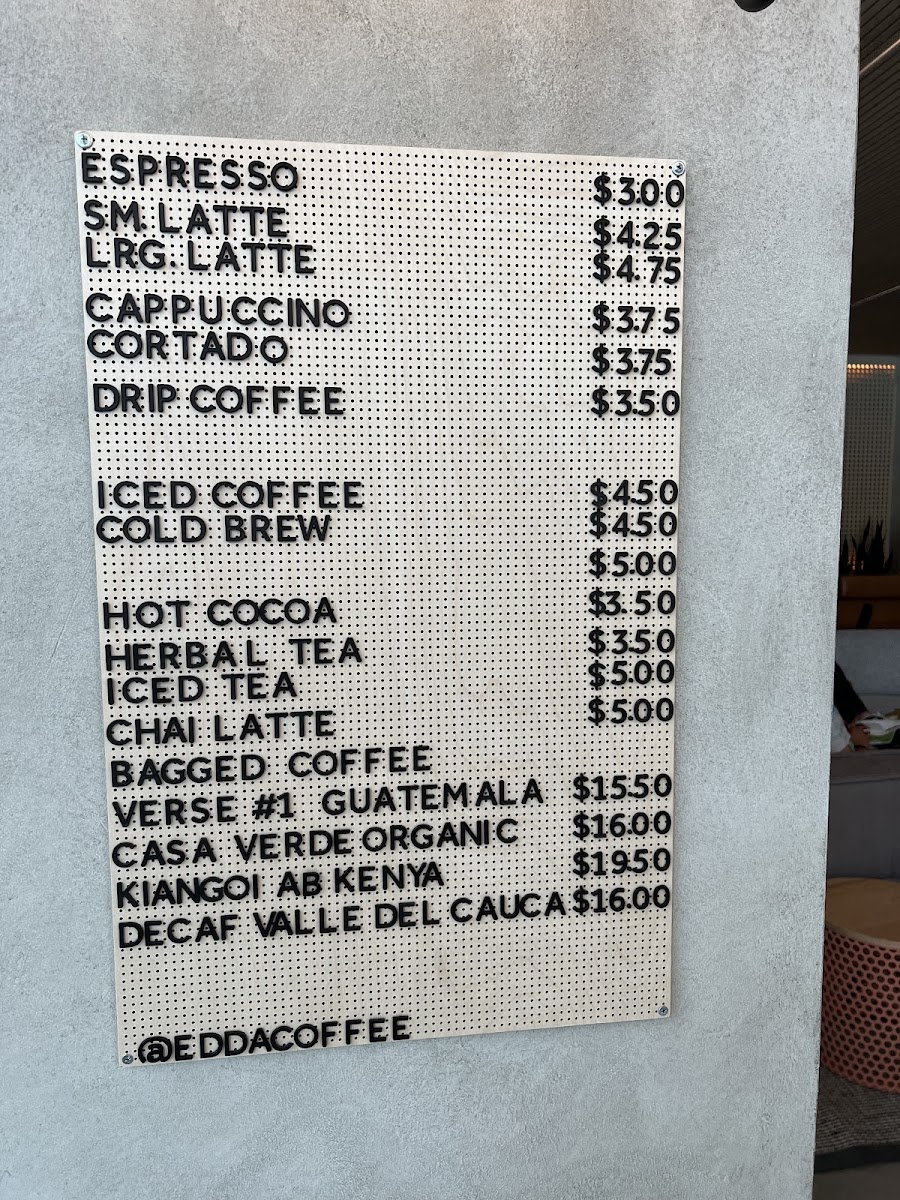 ESPRESSO $3.00
SM. LATTE $4.25
LRG. LATTE $4.75
CAPPUCCINO $3.75
CORTADO $3.75
DRIP COFFEE $3.50
ICED COFFEE $4.50
COLD BREW $4.50
$5.00
HOT COCOA $3.50
HERBAL TEA $3.50
ICED TEA $5.00
CHAI LATTE $5.00
BAGGED COFFEE
VERSE #1 GUATEMALA $15.50
CASA VERDE ORGANIC $16.00
KIANGOI AB KENYA $19.50
DECAF VALLE DEL CAUCA $16.00
@EDDACOFFEE